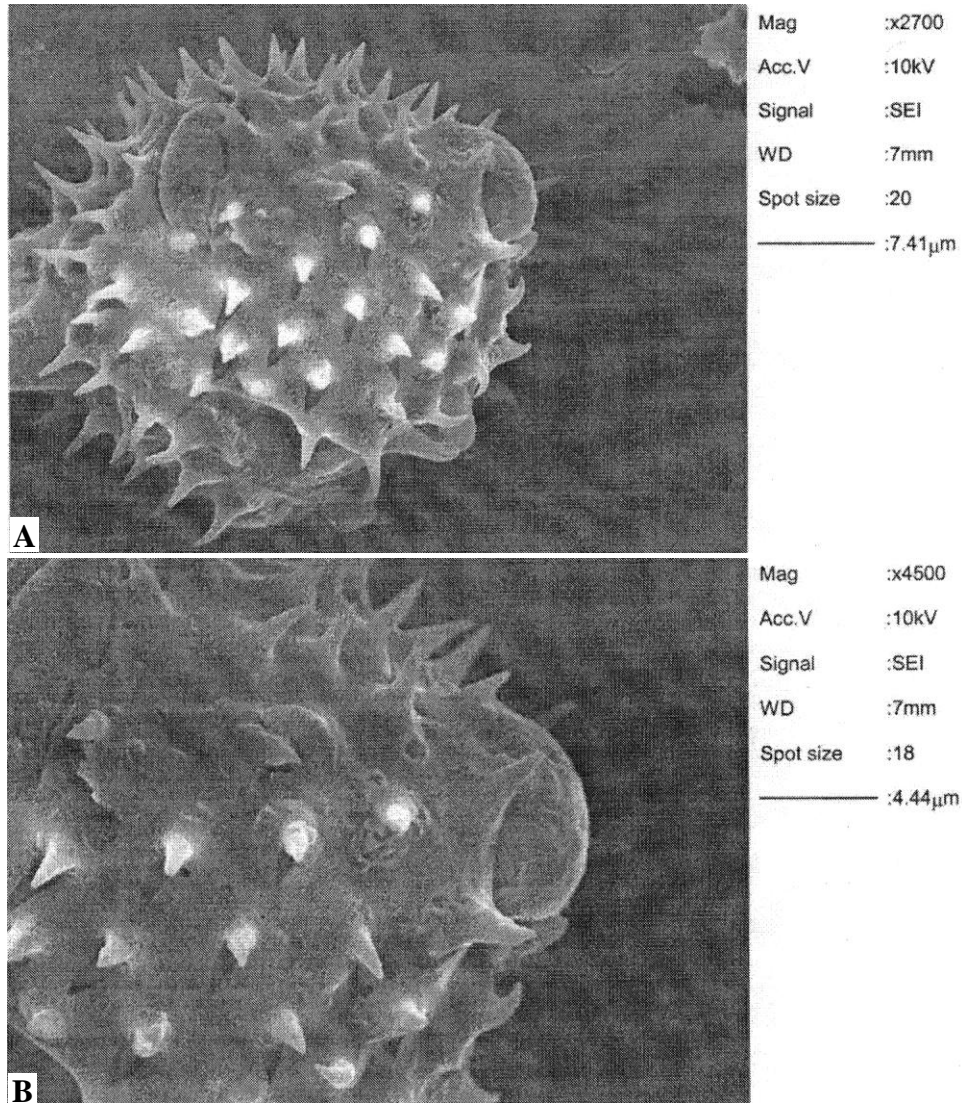 Mag :x2700
Acc.V :10kV
Signal :SEI
WD :7mm
Spot size :20
:7.41μm
A
Mag :x4500
Acc.V :10kV
Signal :SEI
WD :7mm
Spot size :18
:4.44μm
B